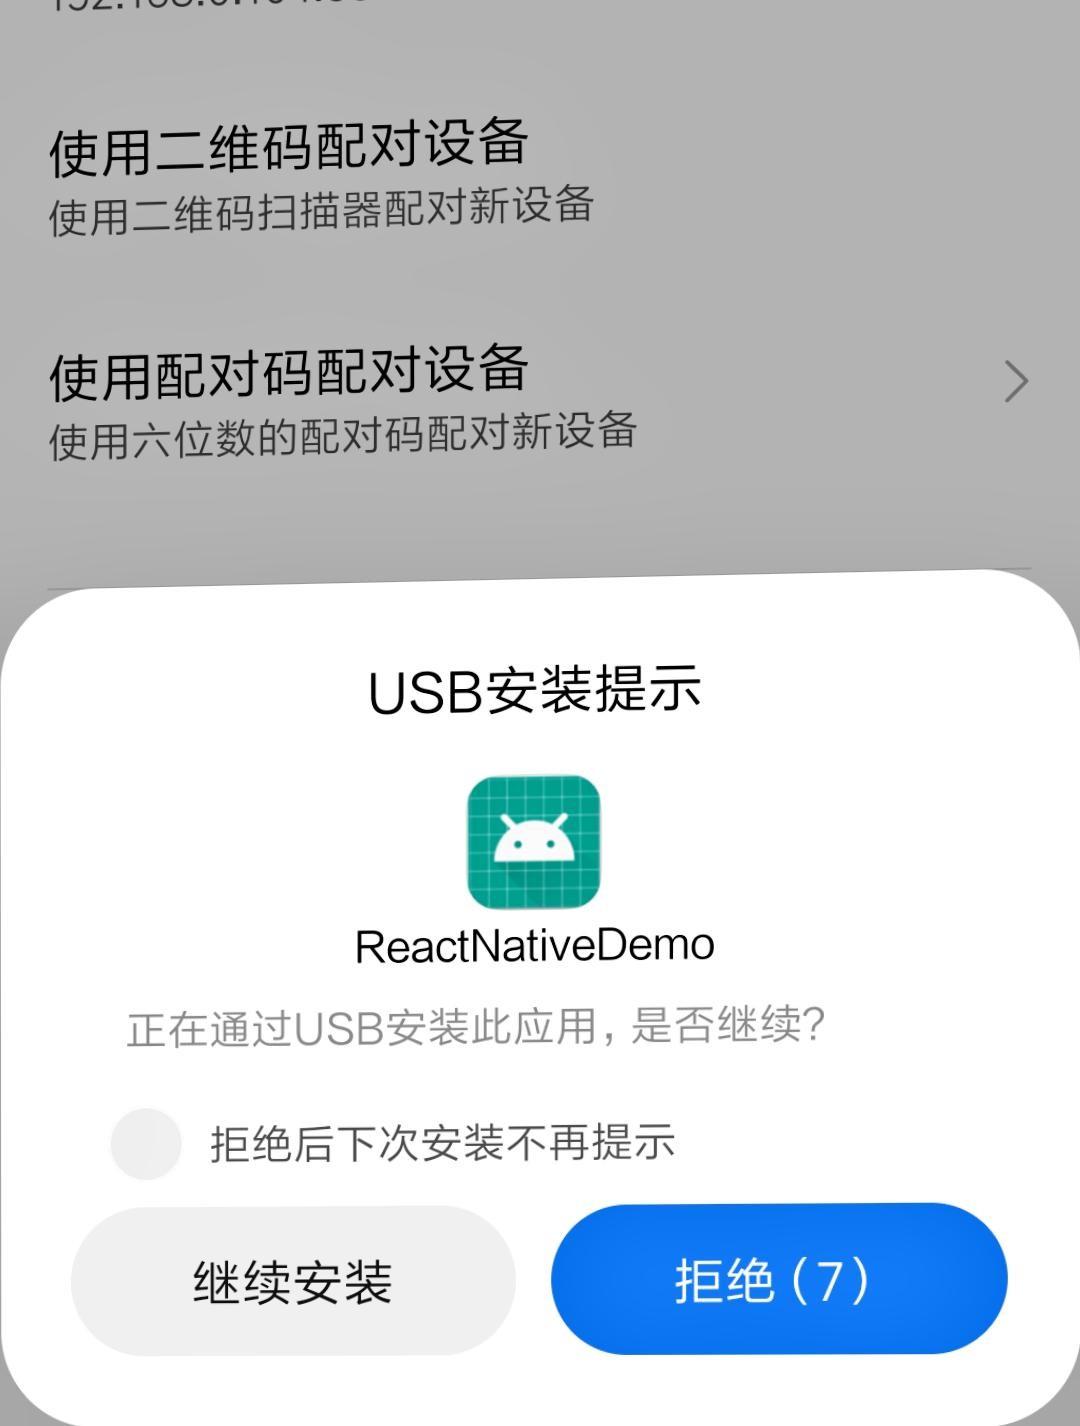 使用二维码配对设备
使用二维码扫描器配对新设备
使用配对码配对设备
使用六位数的配对码配对新设备
USB安装提示
ReactNativeDemo
正在通过USB安装此应用，是否继续？
拒绝后下次安装不再提示
继续安装
拒绝（7）